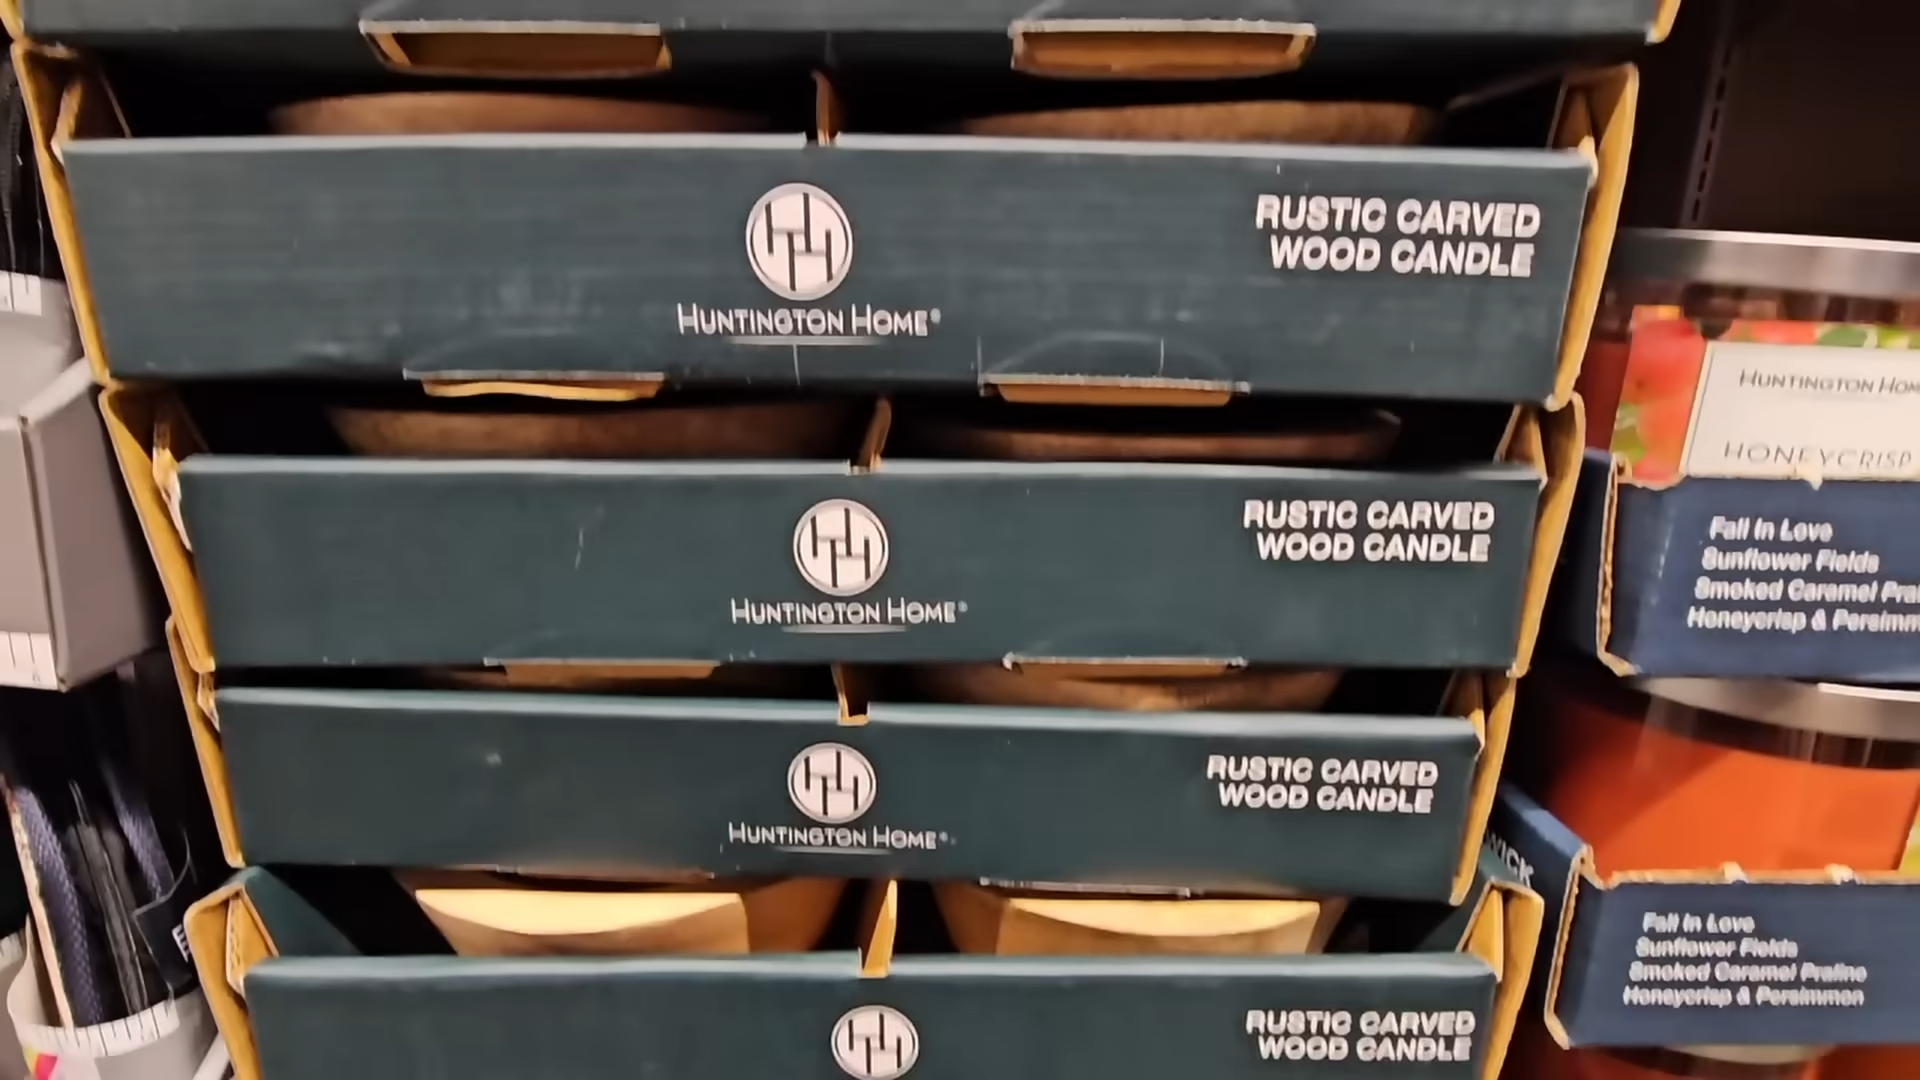 RUSTIC CARVED
WOOD CANDLE
HUNTINGTON HOME®
HUNTINGTON HOME
HONEYCRISP
RUSTIC CARVED
WOOD CANDLE
HUNTINGTON HOME®
Fall in Love
Sunflower Fields
Smoked Caramel
Honeycrisp & Persimm
RUSTIC CARVED
WOOD CANDLE
HUNTINGTON HOME®
WICK
Fall in Love
Sunflower Fields
Smoked Caramel Praline
Honeycrisp & Persimmon
RUSTIC CARVED
WOOD CANDLE